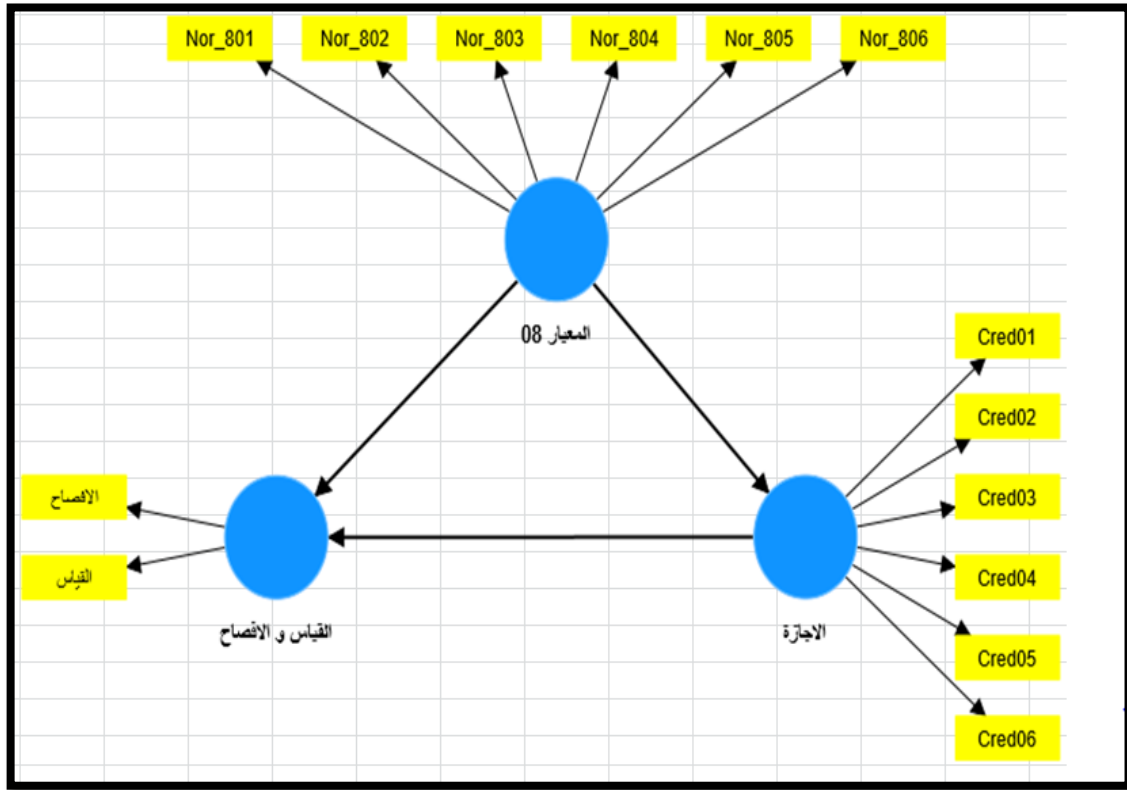 Nor_801 Nor_802 Nor_803 Nor_804 Nor_805 Nor_806
المعيار 08
Cred01
Cred02
Cred03
Cred04
Cred05
Cred06
الافصاح
القياس
القياس و الافصاح
الاجازة